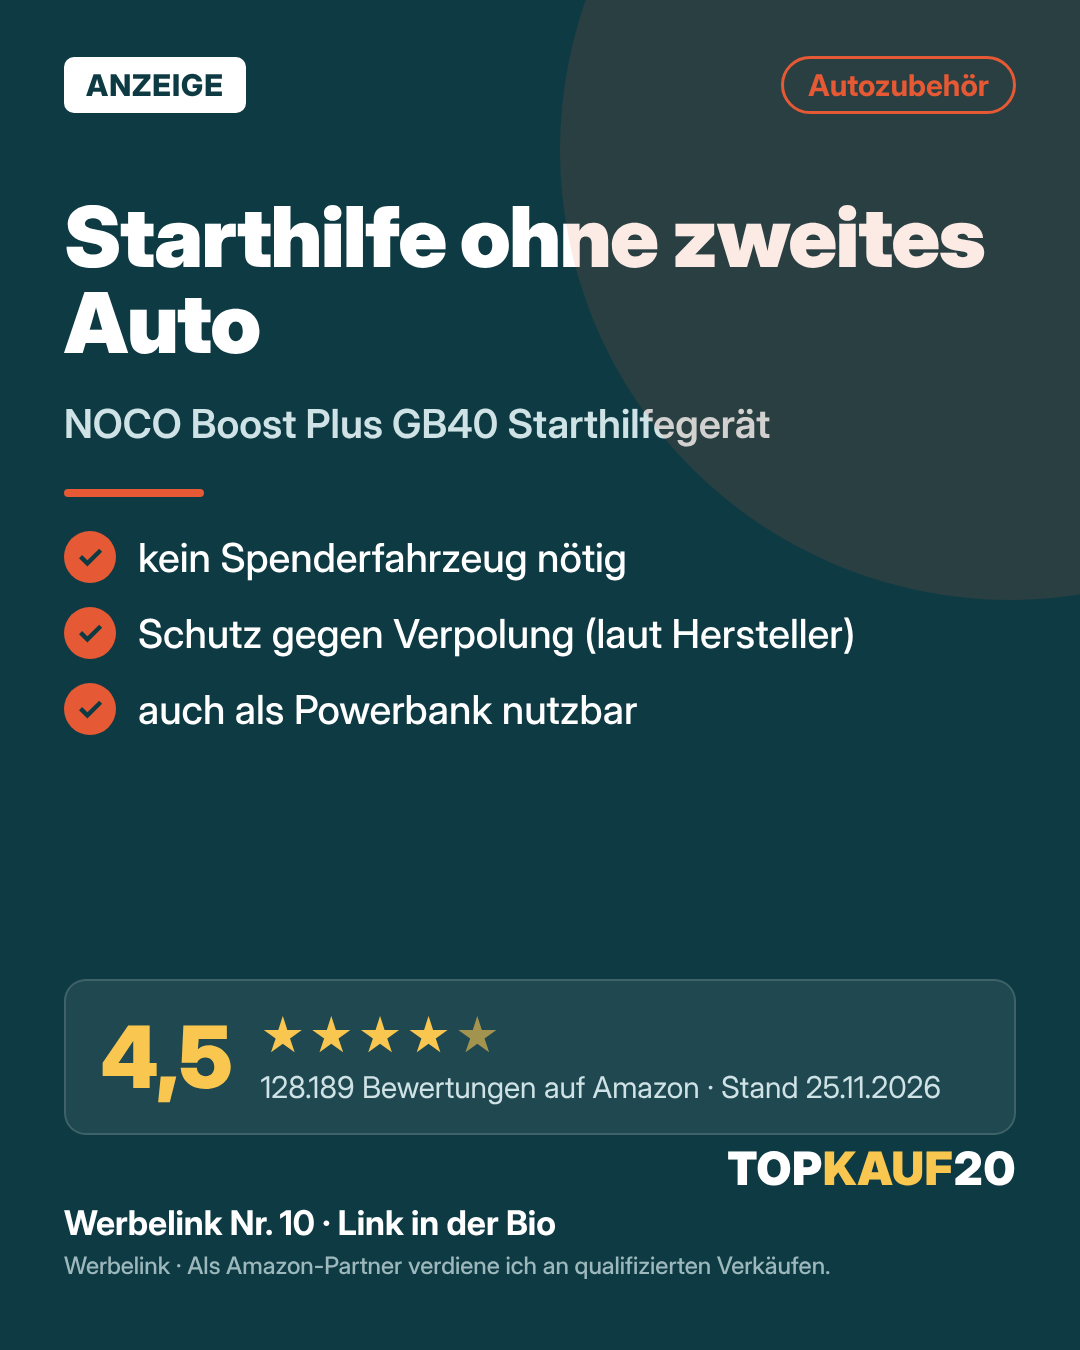 ANZEIGE
Autozubehör
Starthilfe ohne zweites
Auto
NOCO Boost Plus GB40 Starthilfegerät
kein Spenderfahrzeug nötig
Schutz gegen Verpolung (laut Hersteller)
auch als Powerbank nutzbar
4,5
128.189 Bewertungen auf Amazon · Stand 25.11.2026
TOPKAUF20
Werbelink Nr. 10 · Link in der Bio
Werbelink · Als Amazon-Partner verdiene ich an qualifizierten Verkäufen.